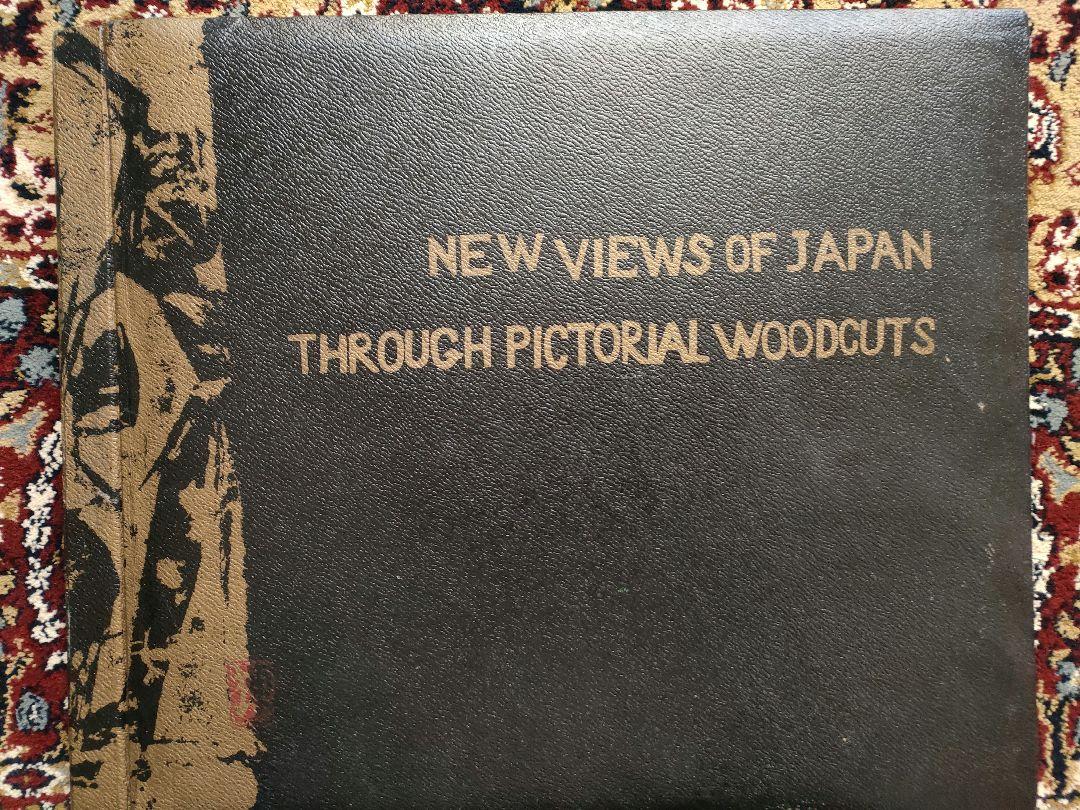 NEW VIEWS OF JAPAN
THROUGH PICTORIAL WOODCUTS